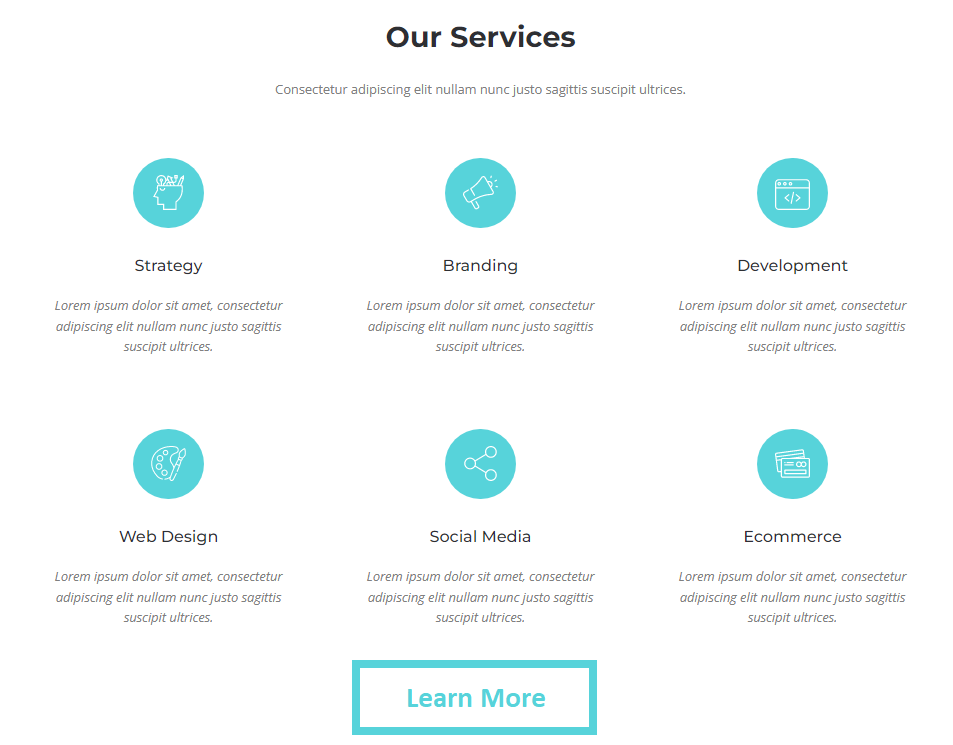 Our Services
Consectetur adipiscing elit nullam nunc justo sagittis suscipit ultrices.
Strategy
Lorem ipsum dolor sit amet, consectetur
adipiscing elit nullam nunc justo sagittis
suscipit ultrices.
Branding
Lorem ipsum dolor sit amet, consectetur
adipiscing elit nullam nunc justo sagittis
suscipit ultrices.
Development
Lorem ipsum dolor sit amet, consectetur
adipiscing elit nullam nunc justo sagittis
suscipit ultrices.
Web Design
Lorem ipsum dolor sit amet, consectetur
adipiscing elit nullam nunc justo sagittis
suscipit ultrices.
Social Media
Lorem ipsum dolor sit amet, consectetur
adipiscing elit nullam nunc justo sagittis
suscipit ultrices.
Ecommerce
Lorem ipsum dolor sit amet, consectetur
adipiscing elit nullam nunc justo sagittis
suscipit ultrices.
Learn More